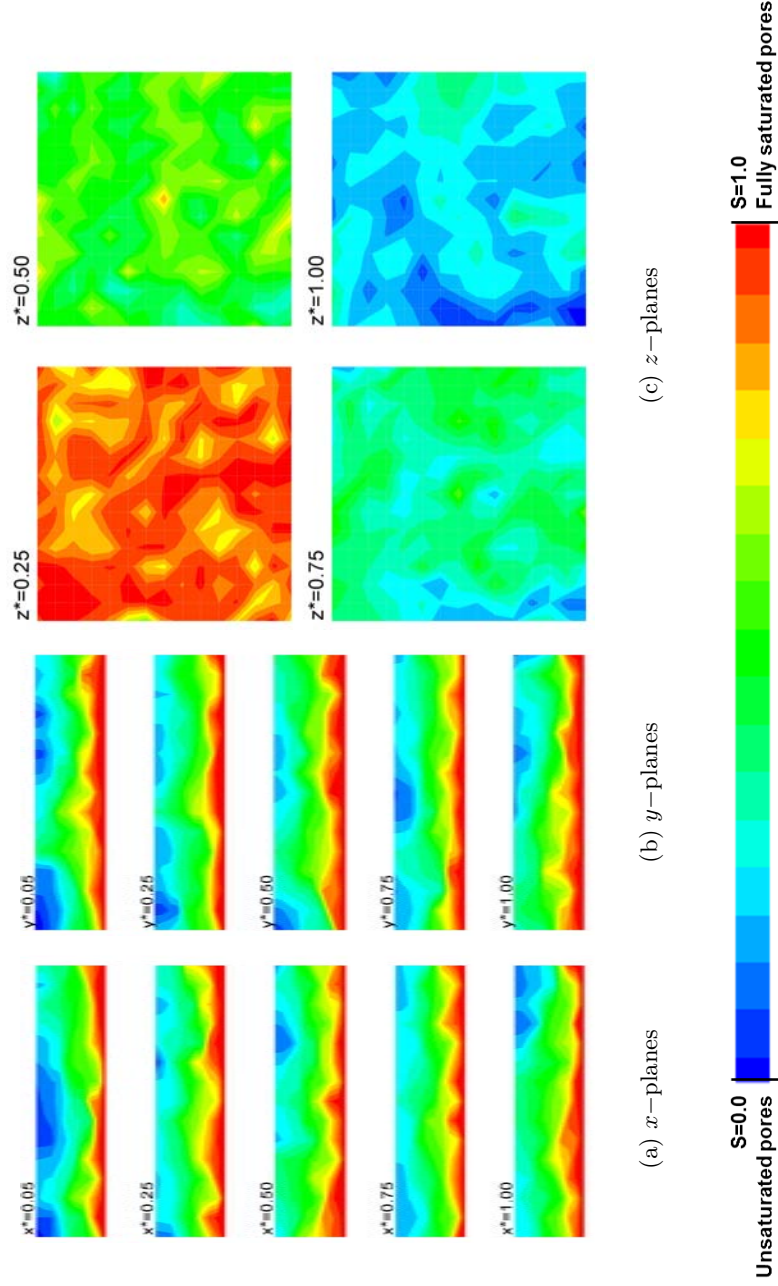 x*=0.05
x*=0.25
x*=0.50
x*=0.75
x*=1.00
(a) x−planes
y*=0.05
y*=0.25
y*=0.50
y*=0.75
y*=1.00
(b) y−planes
z*=0.25
z*=0.50
z*=0.75
z*=1.00
(c) z−planes
S=0.0
Unsaturated pores
S=1.0
Fully saturated pores